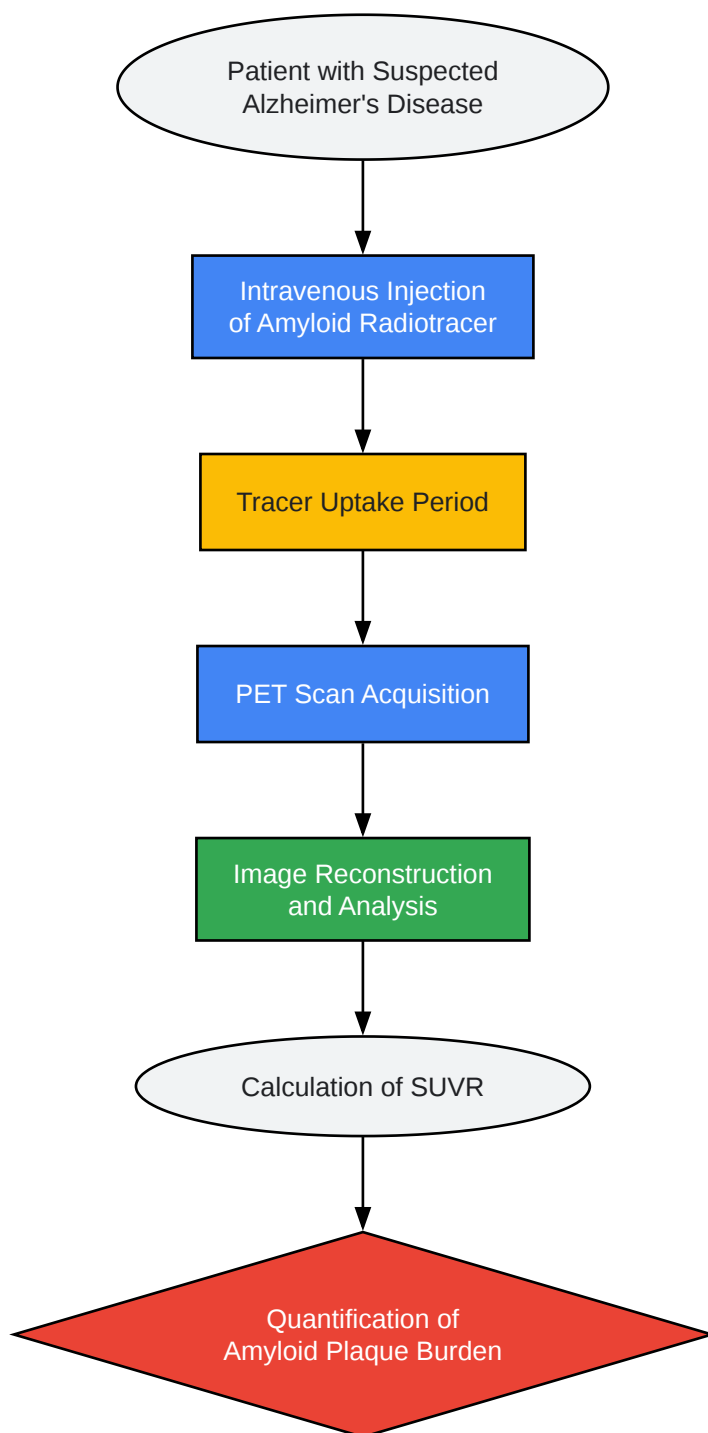 Patient with Suspected
Alzheimer's Disease
Intravenous Injection
of Amyloid Radiotracer
Tracer Uptake Period
PET Scan Acquisition
Image Reconstruction
and Analysis
Calculation of SUVR
Quantification of
Amyloid Plaque Burden